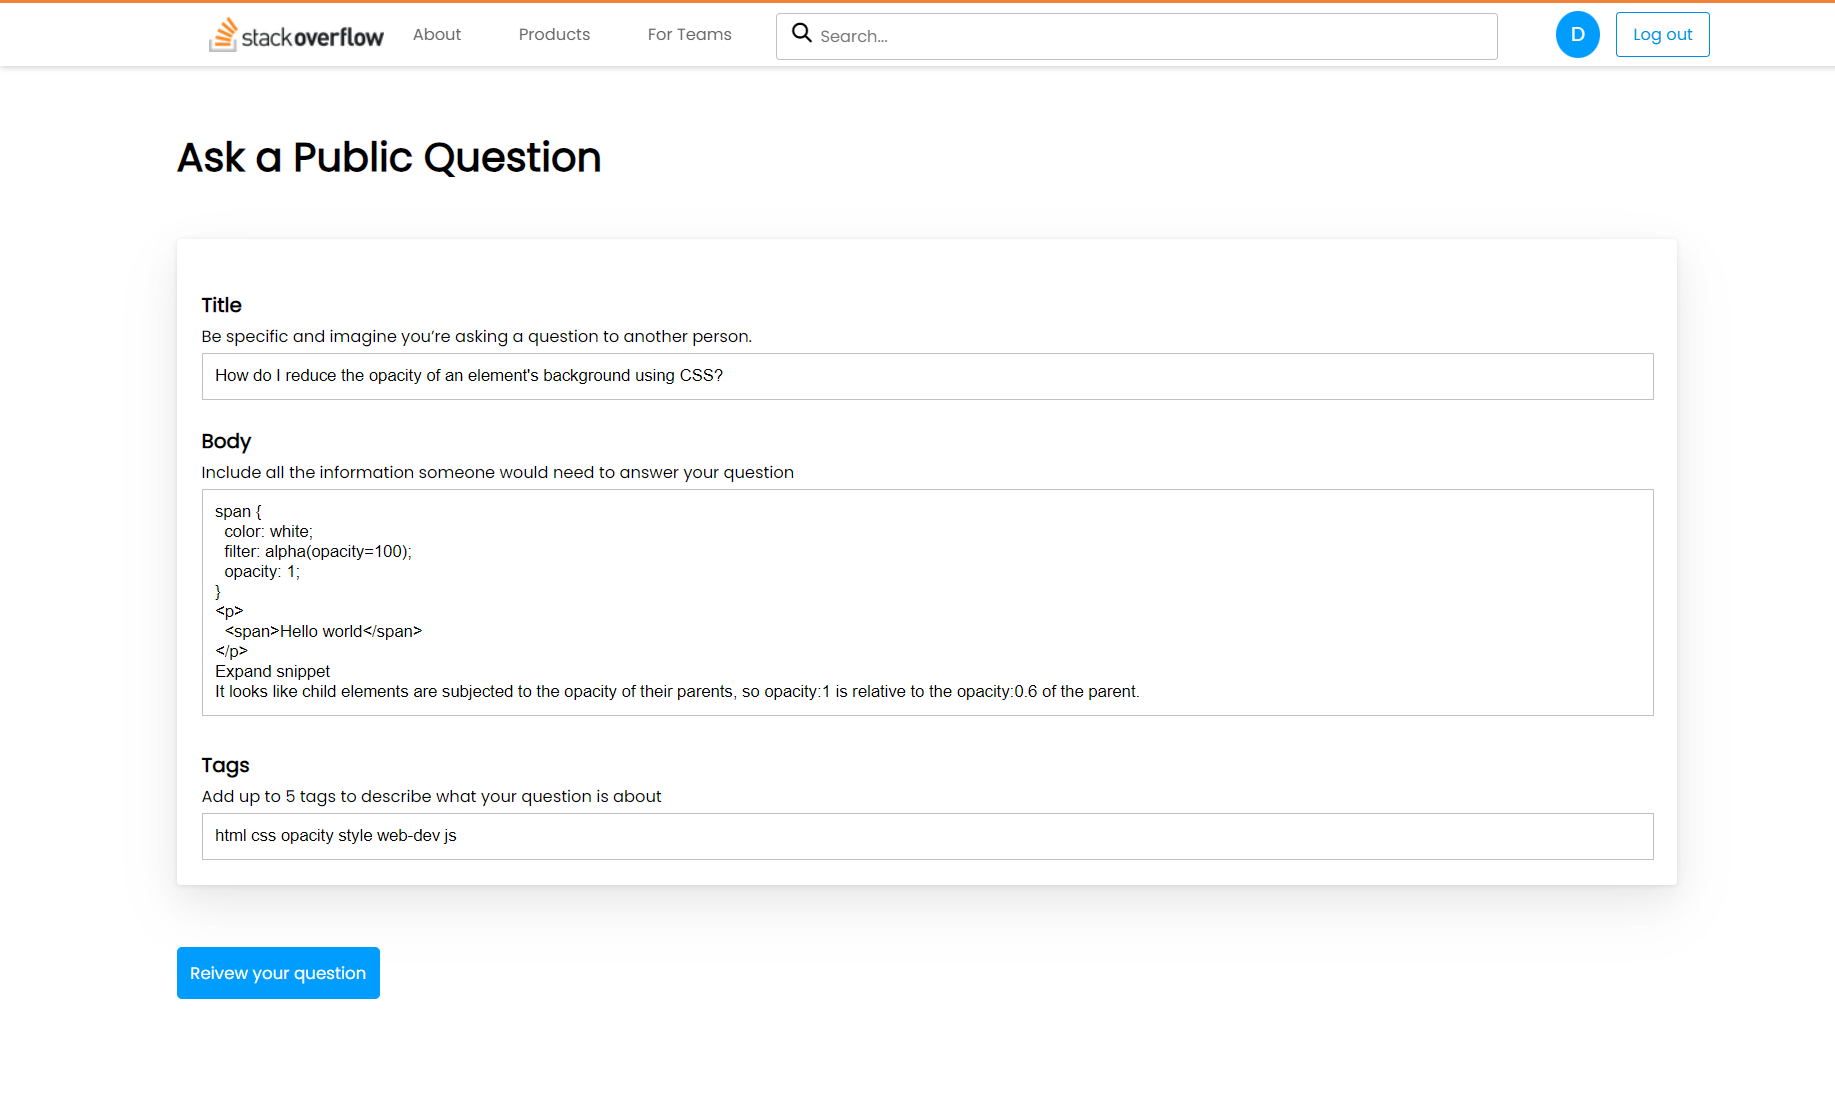 stackoverflow About Products For Teams Search... D Log out
Ask a Public Question
Title
Be specific and imagine you’re asking a question to another person.
How do I reduce the opacity of an element's background using CSS?
Body
Include all the information someone would need to answer your question
span {
color: white;
filter: alpha(opacity=100);
opacity: 1;
}
<p>
<span>Hello world</span>
</p>
Expand snippet
It looks like child elements are subjected to the opacity of their parents, so opacity:1 is relative to the opacity:0.6 of the parent.
Tags
Add up to 5 tags to describe what your question is about
html css opacity style web-dev js
Reivew your question